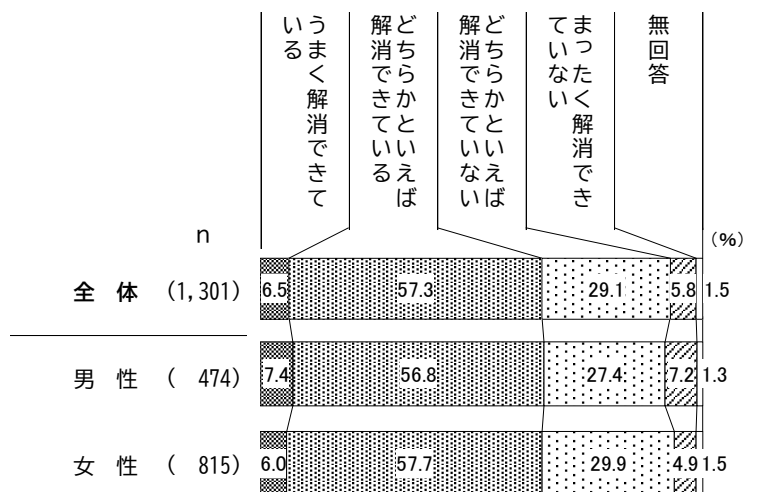 うまく解消できて
いる
どちらかといえば
解消できている
どちらかといえば
解消できていない
まったく解消でき
ていない
無回答
n
(%)
全 体 (1,301) 6.5 57.3 29.1 5.8 1.5
男 性 ( 474) 7.4 56.8 27.4 7.2 1.3
女 性 ( 815) 6.0 57.7 29.9 4.9 1.5